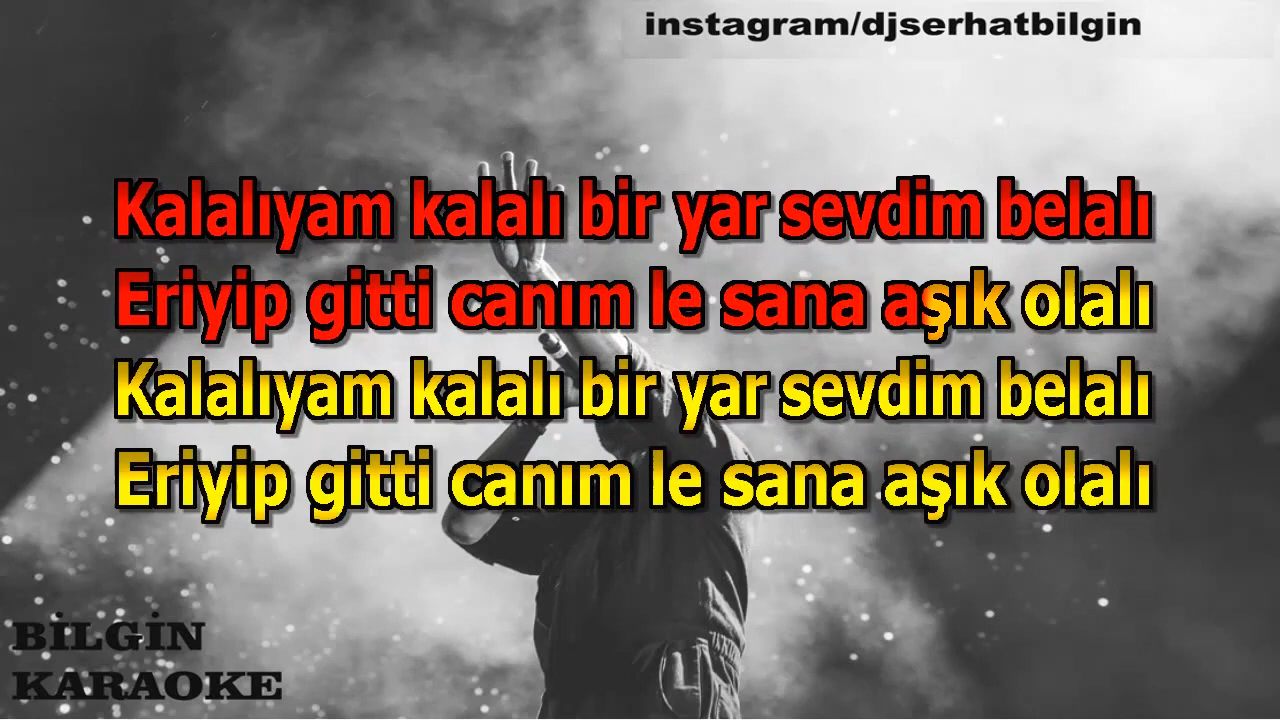 instagram/djserhatbilgin
Kalalıyam kalalı bir yar sevdim belalı
Eriyip gitti canım le sana aşık olalı
Kalalıyam kalalı bir yar sevdim belalı
Eriyip gitti canım le sana aşık olalı
BİLGİN
KARAOKE